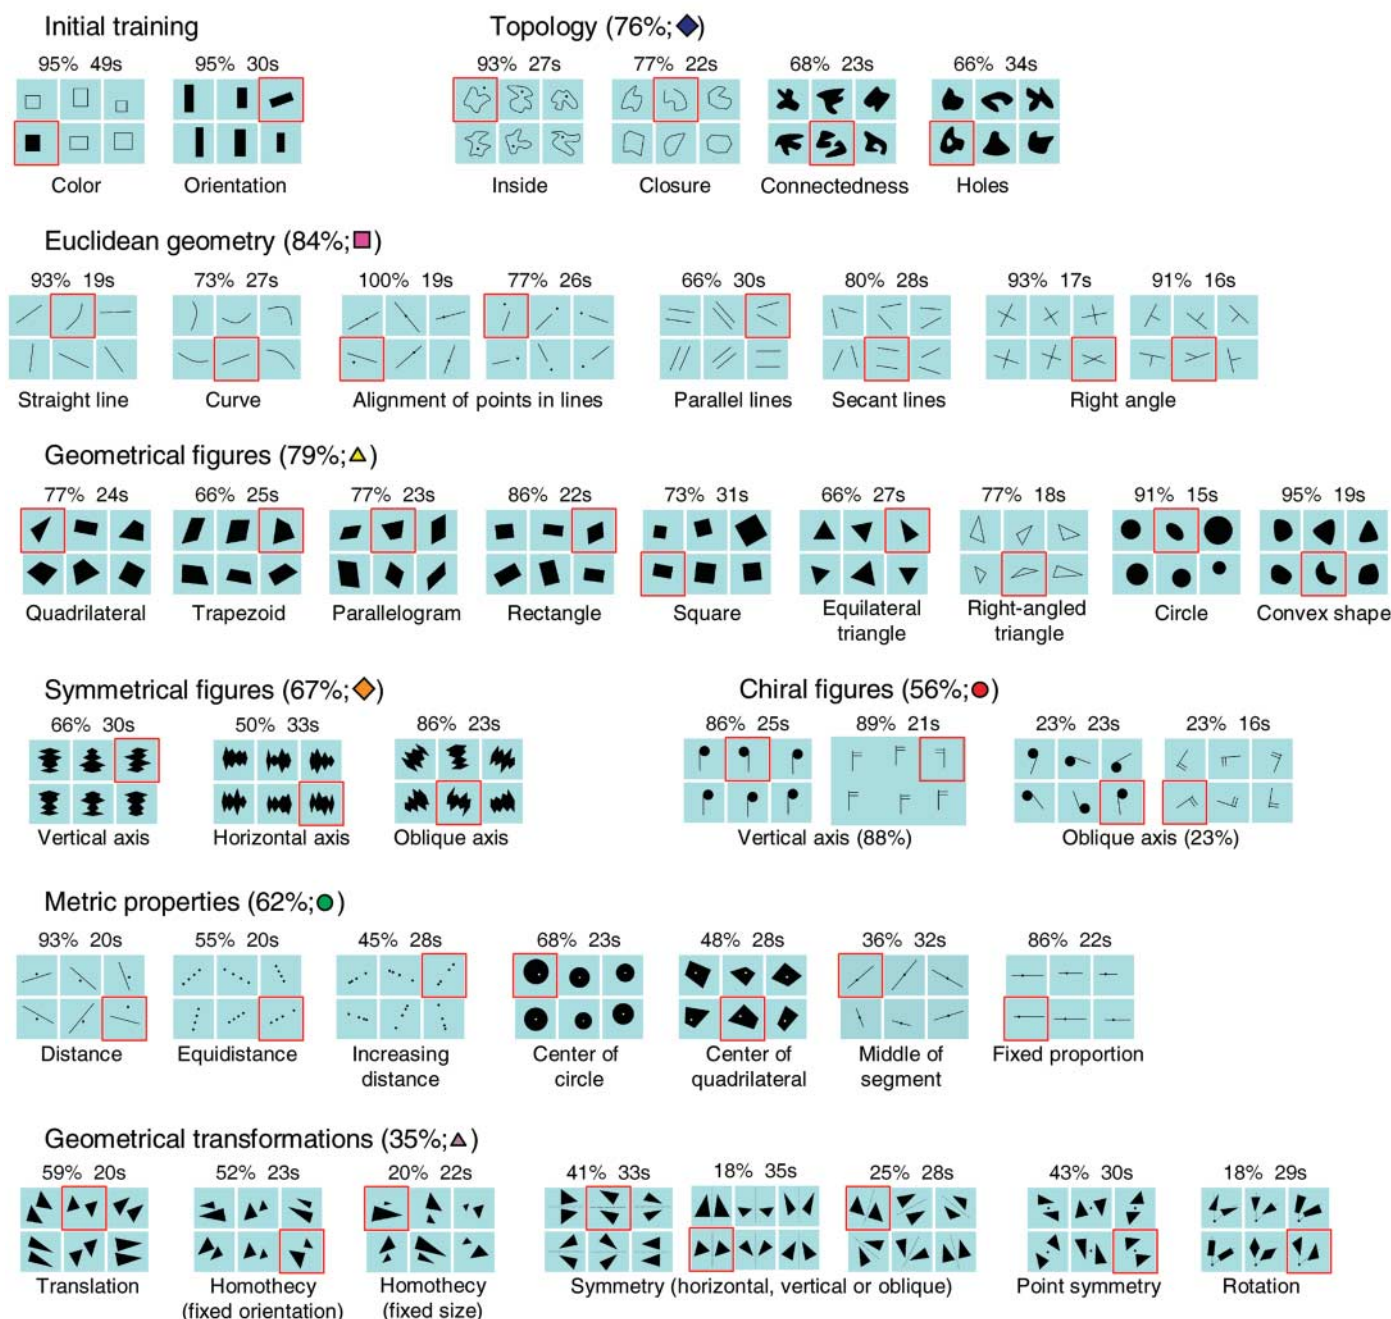 Initial training
Topology (76%; )
95% 49s
95% 30s
93% 27s
77% 22s
68% 23s
66% 34s
Color
Orientation
Inside
Closure
Connectedness
Holes
Euclidean geometry (84%; )
93% 19s
73% 27s
100% 19s
77% 26s
66% 30s
80% 28s
93% 17s
91% 16s
Straight line
Curve
Alignment of points in lines
Parallel lines
Secant lines
Right angle
Geometrical figures (79%; )
77% 24s
66% 25s
77% 23s
86% 22s
73% 31s
66% 27s
77% 18s
91% 15s
95% 19s
Quadrilateral
Trapezoid
Parallelogram
Rectangle
Square
Equilateral
triangle
Right-angled
triangle
Circle
Convex shape
Symmetrical figures (67%; )
Chiral figures (56%; )
66% 30s
50% 33s
86% 23s
86% 25s
89% 21s
23% 23s
23% 16s
Vertical axis
Horizontal axis
Oblique axis
Vertical axis (88%)
Oblique axis (23%)
Metric properties (62%; )
93% 20s
55% 20s
45% 28s
68% 23s
48% 28s
36% 32s
86% 22s
Distance
Equidistance
Increasing
distance
Center of
circle
Center of
quadrilateral
Middle of
segment
Fixed proportion
Geometrical transformations (35%; )
59% 20s
52% 23s
20% 22s
41% 33s
18% 35s
25% 28s
43% 30s
18% 29s
Translation
Homothecy
(fixed orientation)
Homothecy
(fixed size)
Symmetry (horizontal, vertical or oblique)
Point symmetry
Rotation